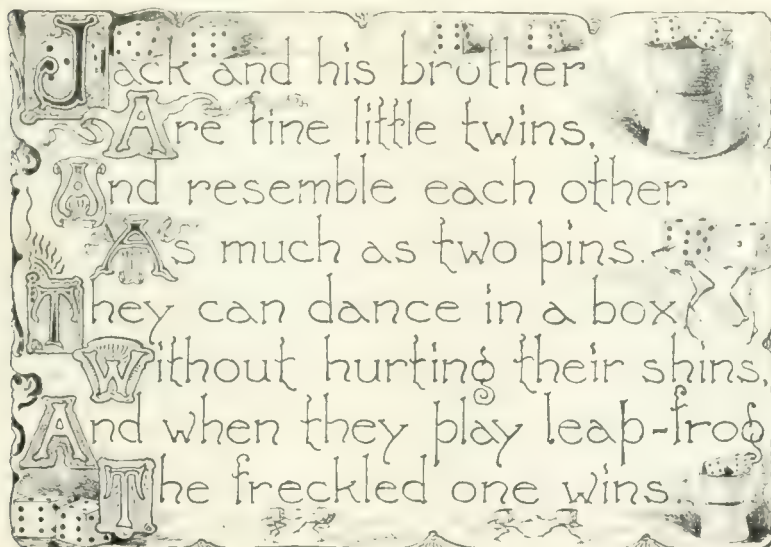 Jack and his brother
Are fine little twins,
And resemble each other
As much as two pins.
They can dance in a box
Without hurting their shins,
And when they play leap-frog
The freckled one wins.